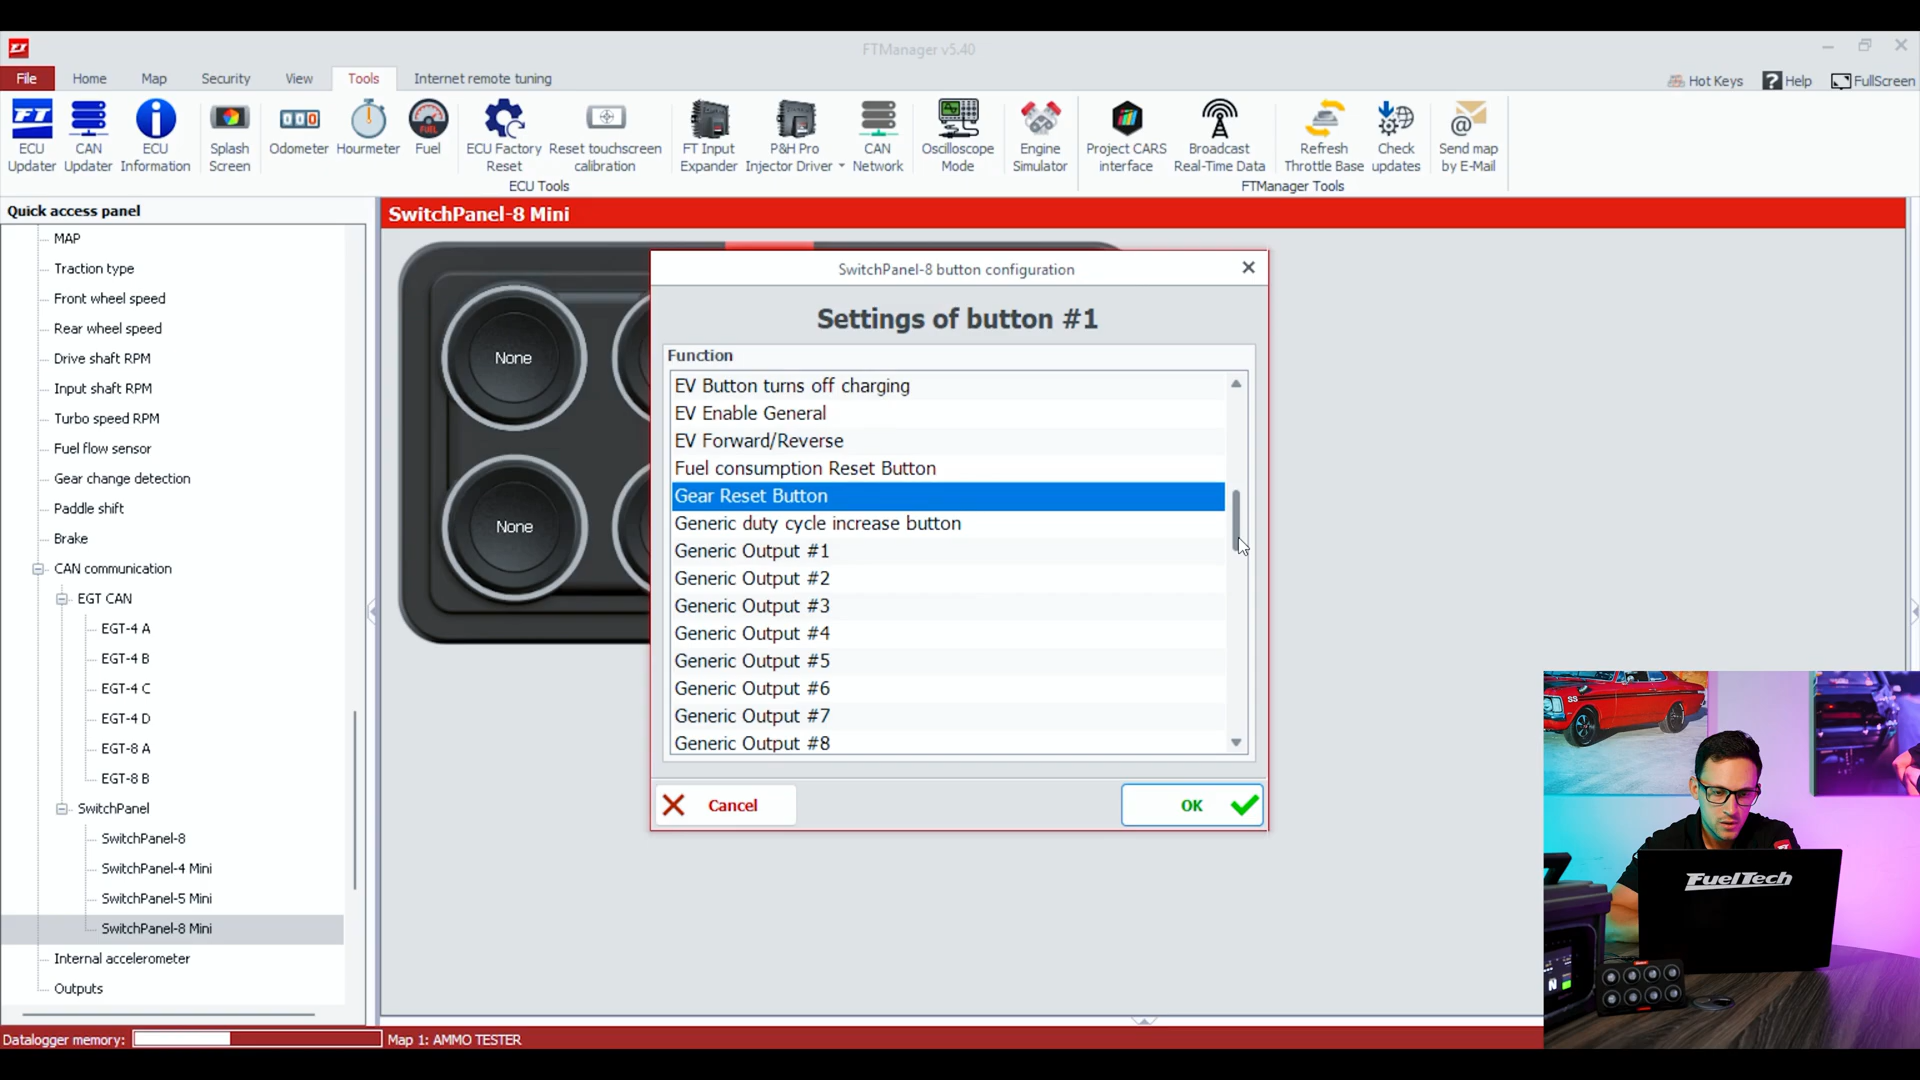 FTManager v5.40
File Home Map Security View Tools Internet remote tuning
Hot Keys Help FullScreen
ECU Updater
CAN Updater
ECU Information
Splash Screen
Odometer
Hourmeter
Fuel
ECU Factory Reset
Reset touchscreen calibration
FT Input Expander
P&H Pro Injector Driver
CAN Network
Oscilloscope Mode
Engine Simulator
Project CARS interface
Broadcast Real-Time Data
Refresh Throttle Base
Check updates
Send map by E-Mail
ECU Tools
FTManager Tools
Quick access panel
MAP
Traction type
Front wheel speed
Rear wheel speed
Drive shaft RPM
Input shaft RPM
Turbo speed RPM
Fuel flow sensor
Gear change detection
Paddle shift
Brake
CAN communication
EGT CAN
EGT-4 A
EGT-4 B
EGT-4 C
EGT-4 D
EGT-8 A
EGT-8 B
SwitchPanel
SwitchPanel-8
SwitchPanel-4 Mini
SwitchPanel-5 Mini
SwitchPanel-8 Mini
Internal accelerometer
Outputs
SwitchPanel-8 Mini
None
None
SwitchPanel-8 button configuration
Settings of button #1
Function
EV Button turns off charging
EV Enable General
EV Forward/Reverse
Fuel consumption Reset Button
Gear Reset Button
Generic duty cycle increase button
Generic Output #1
Generic Output #2
Generic Output #3
Generic Output #4
Generic Output #5
Generic Output #6
Generic Output #7
Generic Output #8
Cancel
OK
SS
FuelTech
N
Datalogger memory:
Map 1: AMMO TESTER